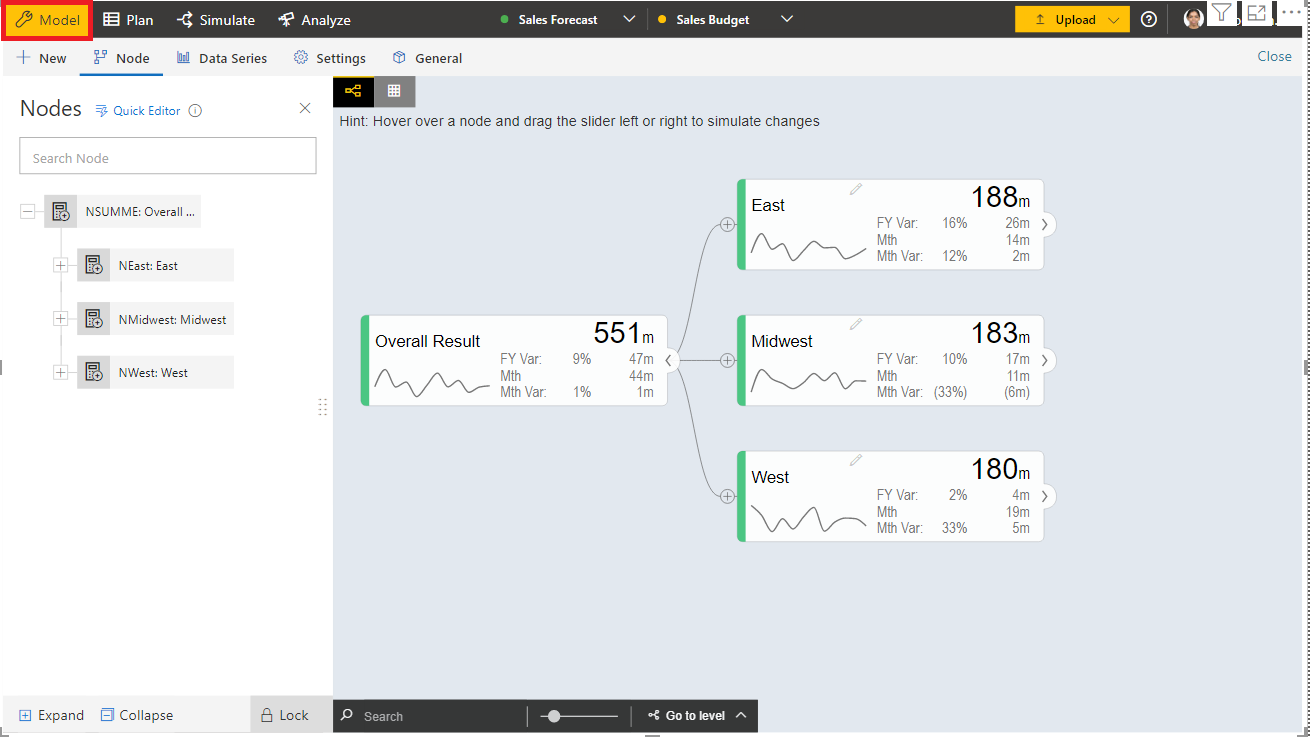 Model Plan Simulate Analyze Sales Forecast Sales Budget Upload
New Node Data Series Settings General Close
Nodes Quick Editor
Search Node
NSUMME: Overall ...
NEast: East
NMidwest: Midwest
NWest: West
Expand Collapse Lock
Hint: Hover over a node and drag the slider left or right to simulate changes
Overall Result 551m
FY Var: 9% 47m
Mth 44m
Mth Var: 1% 1m
East 188m
FY Var: 16% 26m
Mth 14m
Mth Var: 12% 2m
Midwest 183m
FY Var: 10% 17m
Mth 11m
Mth Var: (33%) (6m)
West 180m
FY Var: 2% 4m
Mth 19m
Mth Var: 33% 5m
Search Go to level